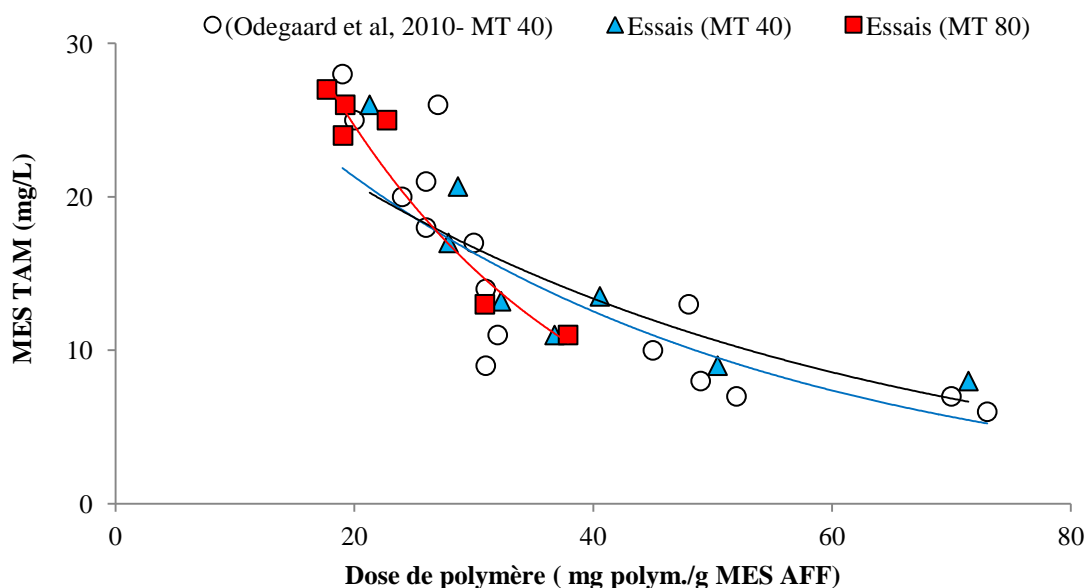 (Odegaard et al, 2010- MT 40) Essais (MT 40) Essais (MT 80)
30
20
10
0
MES TAM (mg/L)
0 20 40 60 80
Dose de polymère ( mg polym./g MES AFF)